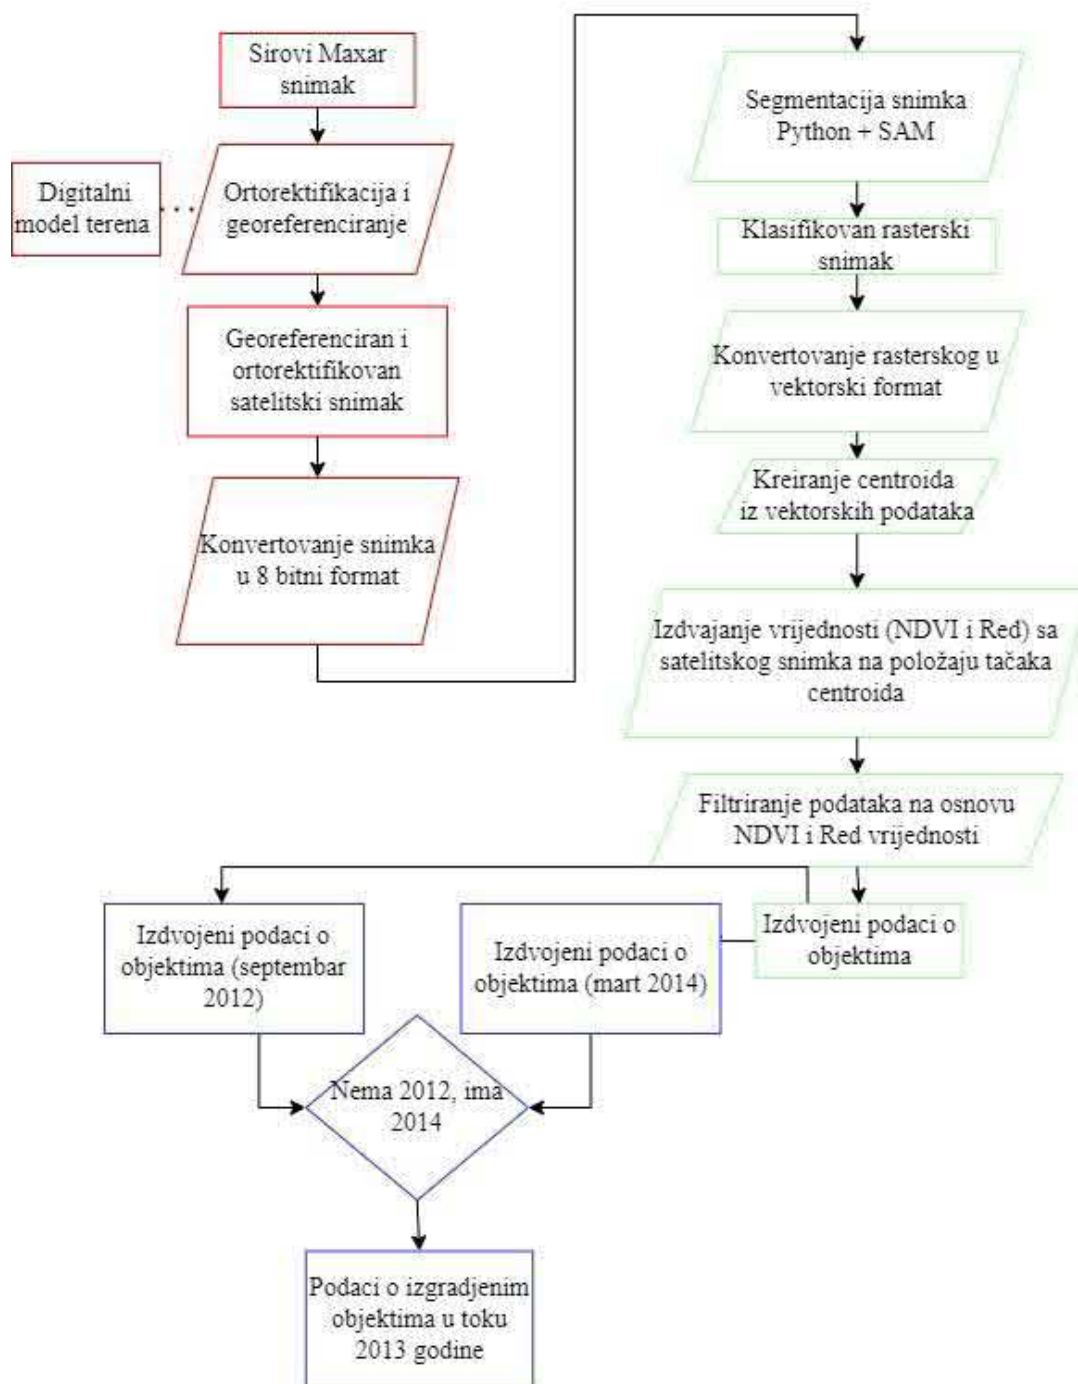 Sirovi Maxar
snimak
Digitalni
model terena
Ortorektifikacija i
georeferenciranje
Georeferenciran i
ortorektifikovan
satelitski snimak
Konvertovanje snimka
u 8 bitni format
Segmentacija snimka
Python + SAM
Klasifikovan rasterski
snimak
Konvertovanje rasterskog u
vektorski format
Kreiranje centroida
iz vektorskih podataka
Izdvajanje vrijednosti (NDVI i Red) sa
satelitskog snimka na položaju tačaka
centroida
Filtriranje podataka na osnovu
NDVI i Red vrijednosti
Izdvojeni podaci o
objektima
Izdvojeni podaci o
objektima (septembar
2012)
Izdvojeni podaci o
objektima (mart 2014)
Nema 2012, ima
2014
Podaci o izgradjenim
objektima u toku
2013 godine